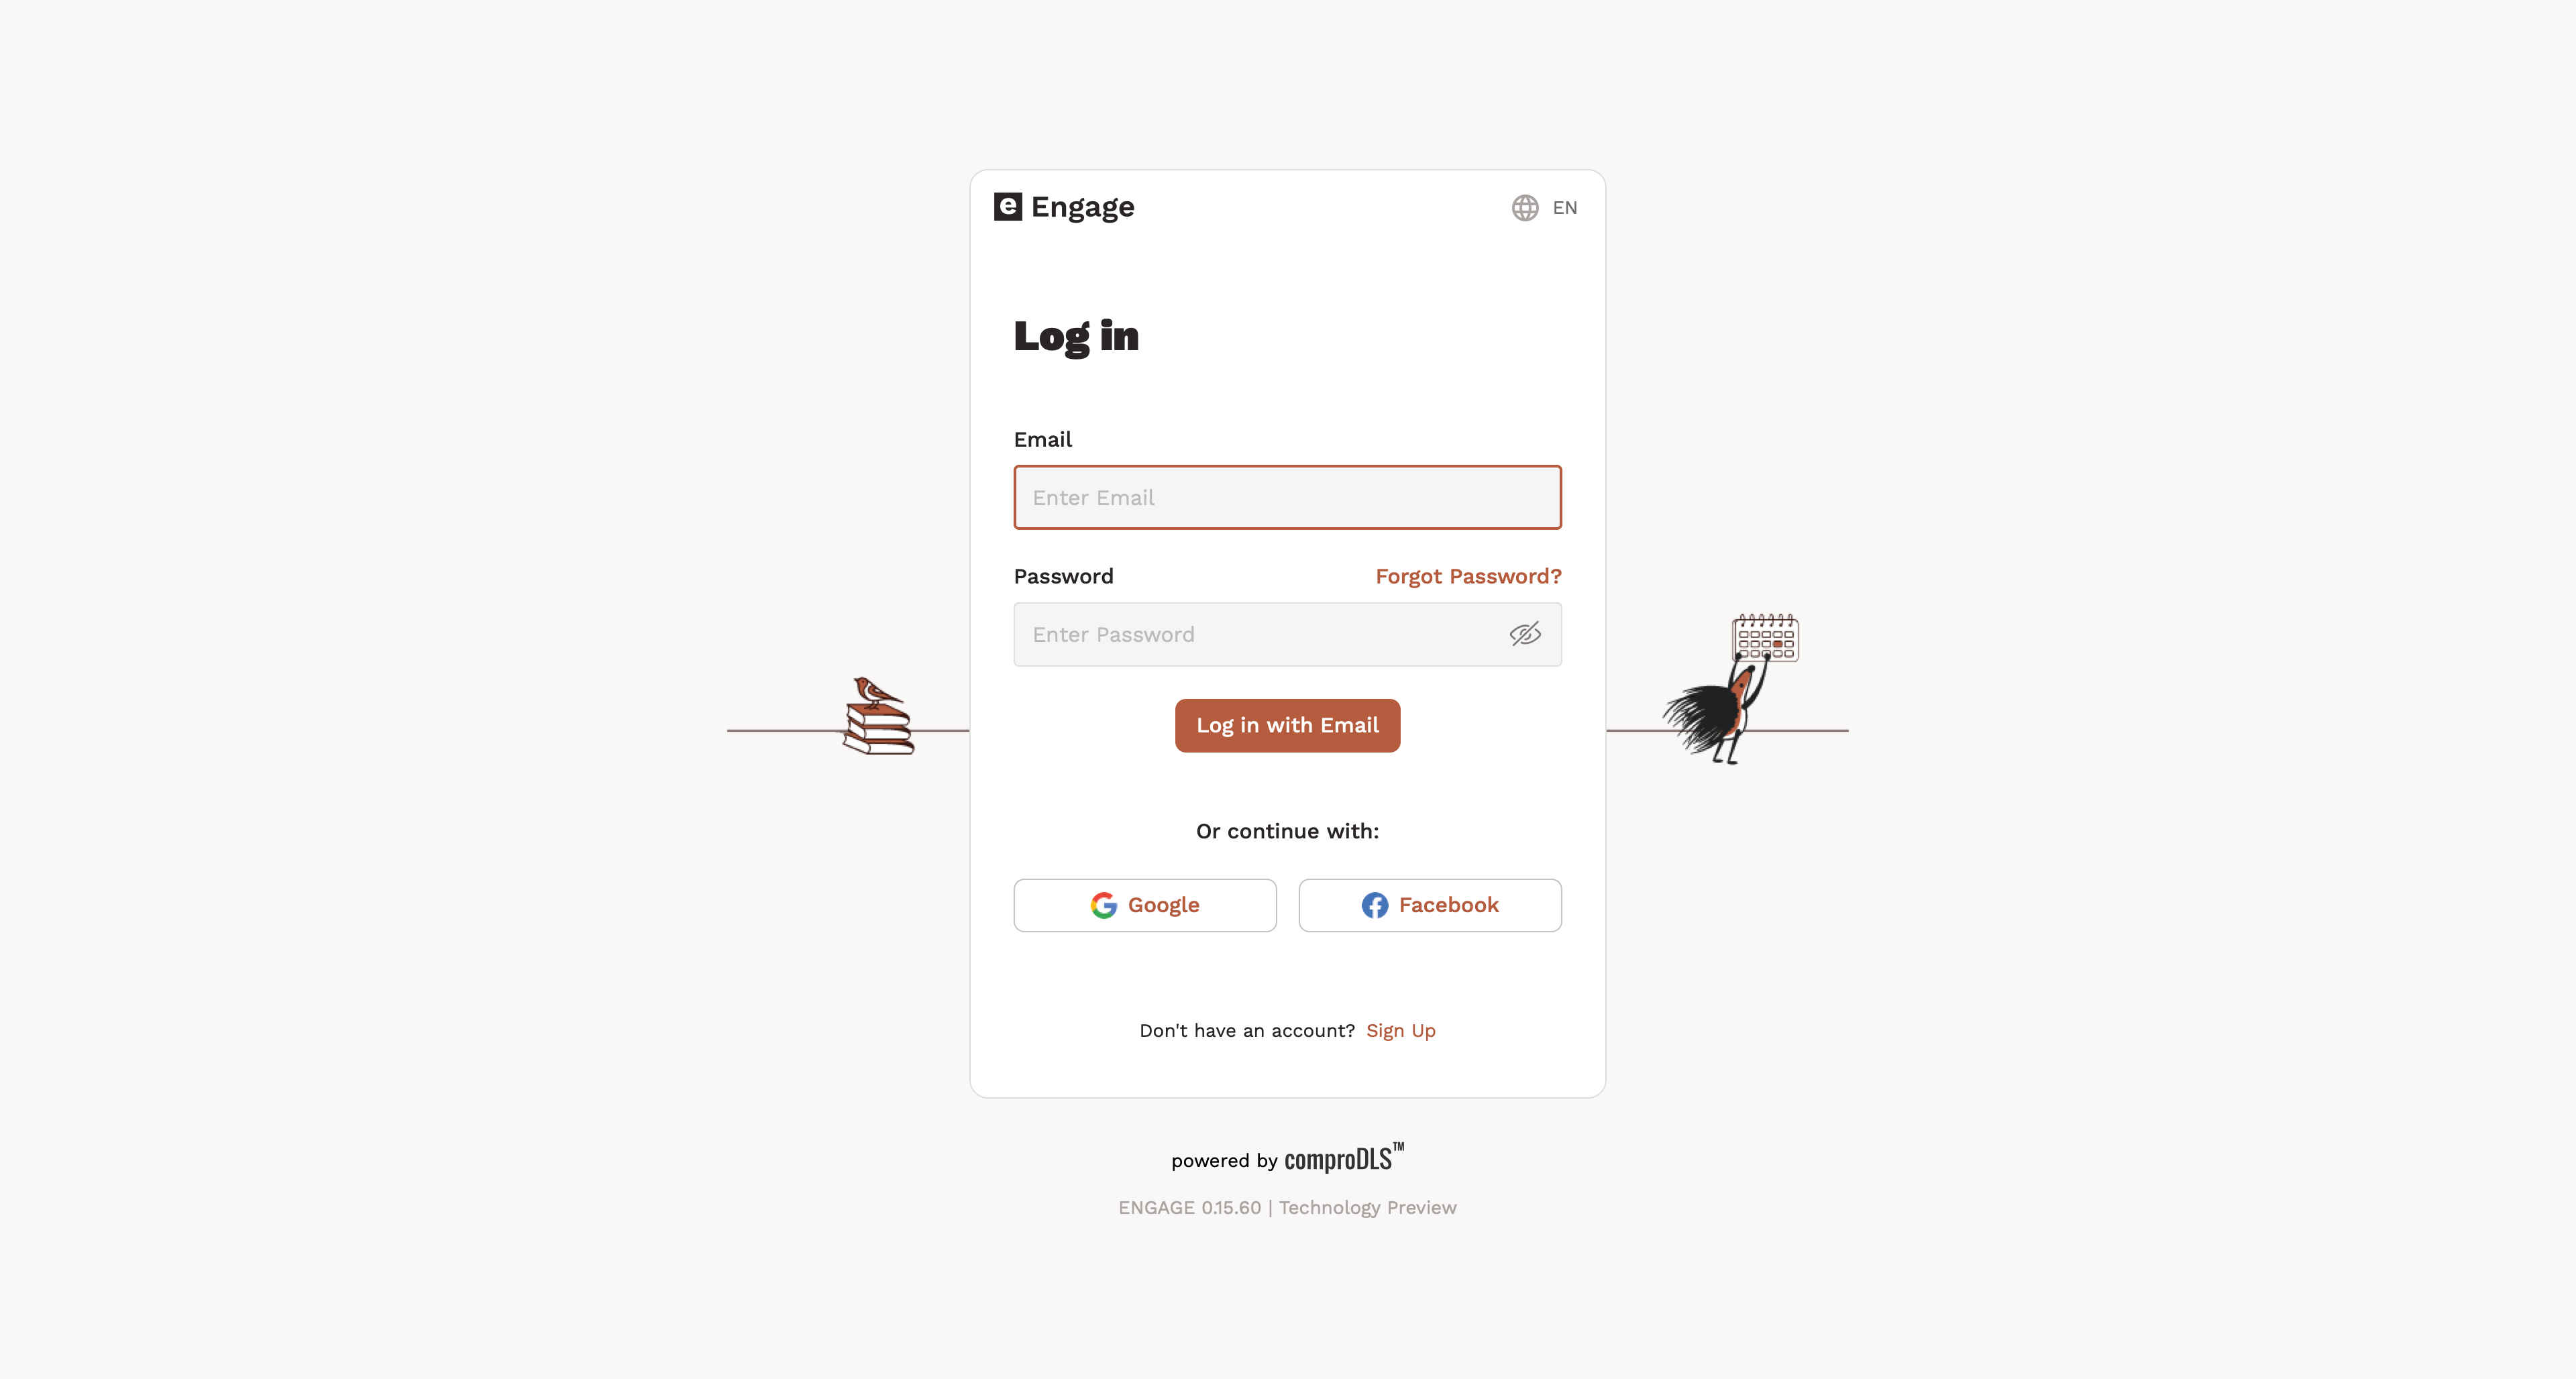 e Engage
EN
Log in
Email
Enter Email
Password Forgot Password?
Enter Password
Log in with Email
Or continue with:
Google
Facebook
Don't have an account? Sign Up
powered by comproDLS™
ENGAGE 0.15.60 | Technology Preview